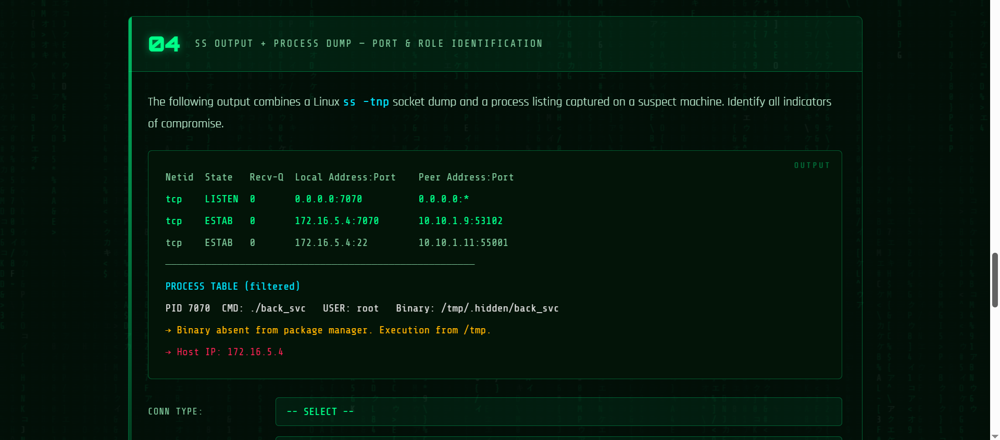 04 SS OUTPUT + PROCESS DUMP — PORT & ROLE IDENTIFICATION
The following output combines a Linux ss -tnp socket dump and a process listing captured on a suspect machine. Identify all indicators
of compromise.
OUTPUT
Netid State Recv-Q Local Address:Port Peer Address:Port
tcp LISTEN 0 0.0.0.0:7070 0.0.0.0:*
tcp ESTAB 0 172.16.5.4:7070 10.10.1.9:53102
tcp ESTAB 0 172.16.5.4:22 10.10.1.11:55001
PROCESS TABLE (filtered)
PID 7070 CMD: ./back_svc USER: root Binary: /tmp/.hidden/back_svc
→ Binary absent from package manager. Execution from /tmp.
→ Host IP: 172.16.5.4
CONN TYPE: -- SELECT --